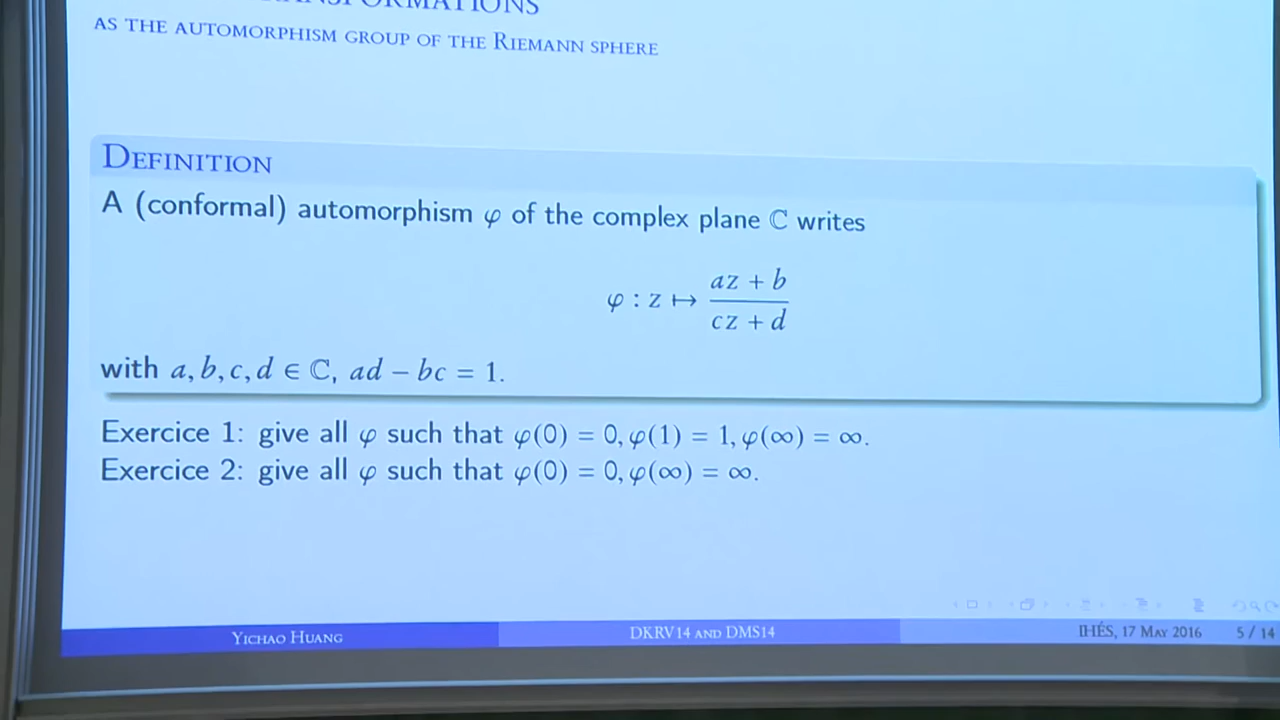 AS THE AUTOMORPHISM GROUP OF THE RIEMANN SPHERE
DEFINITION
A (conformal) automorphism φ of the complex plane ℂ writes
φ : z ↦ (az + b)/(cz + d)
with a, b, c, d ∈ ℂ, ad − bc = 1.
Exercice 1: give all φ such that φ(0) = 0, φ(1) = 1, φ(∞) = ∞.
Exercice 2: give all φ such that φ(0) = 0, φ(∞) = ∞.
YICHAO HUANG DKRV14 AND DMS14 IHÉS, 17 MAY 2016 5 / 14